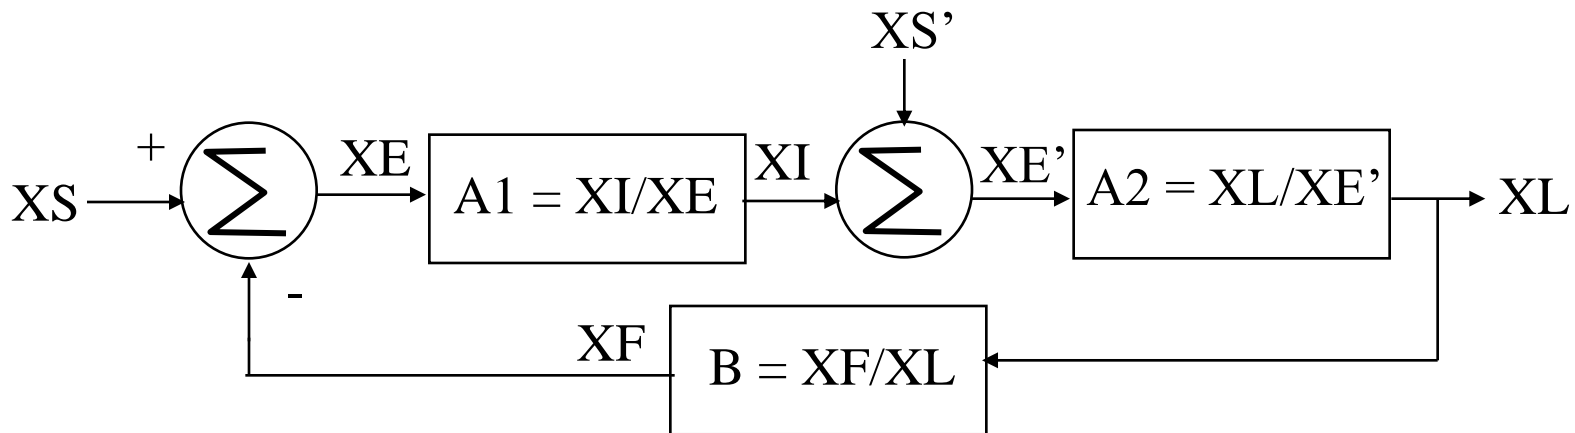 XS’
+
XE
XI
XE’
XS
∑
A1 = XI/XE
∑
A2 = XL/XE’
XL
-
XF
B = XF/XL